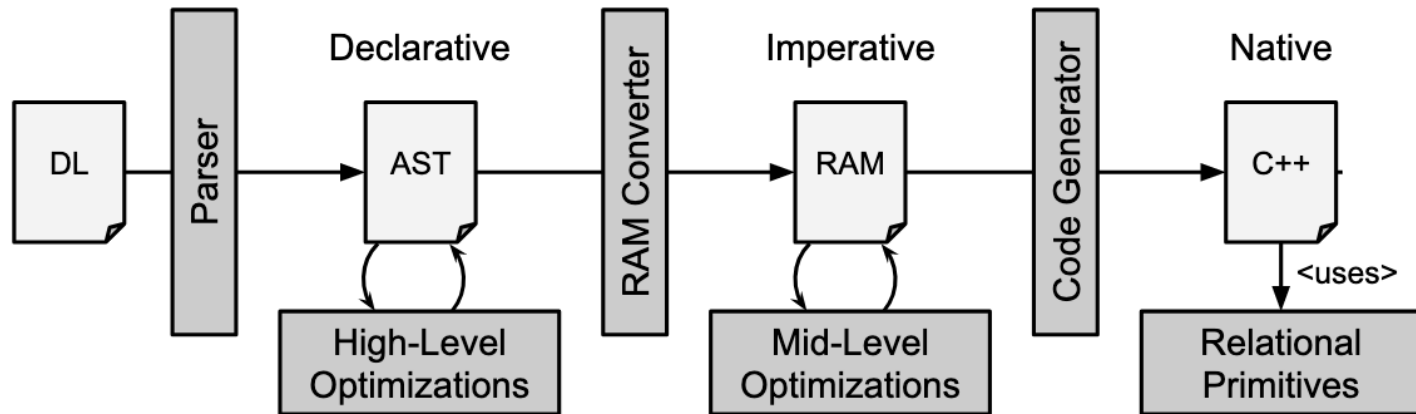 Declarative
Imperative
Native
DL
Parser
AST
RAM Converter
RAM
Code Generator
C++
<uses>
High-Level
Optimizations
Mid-Level
Optimizations
Relational
Primitives